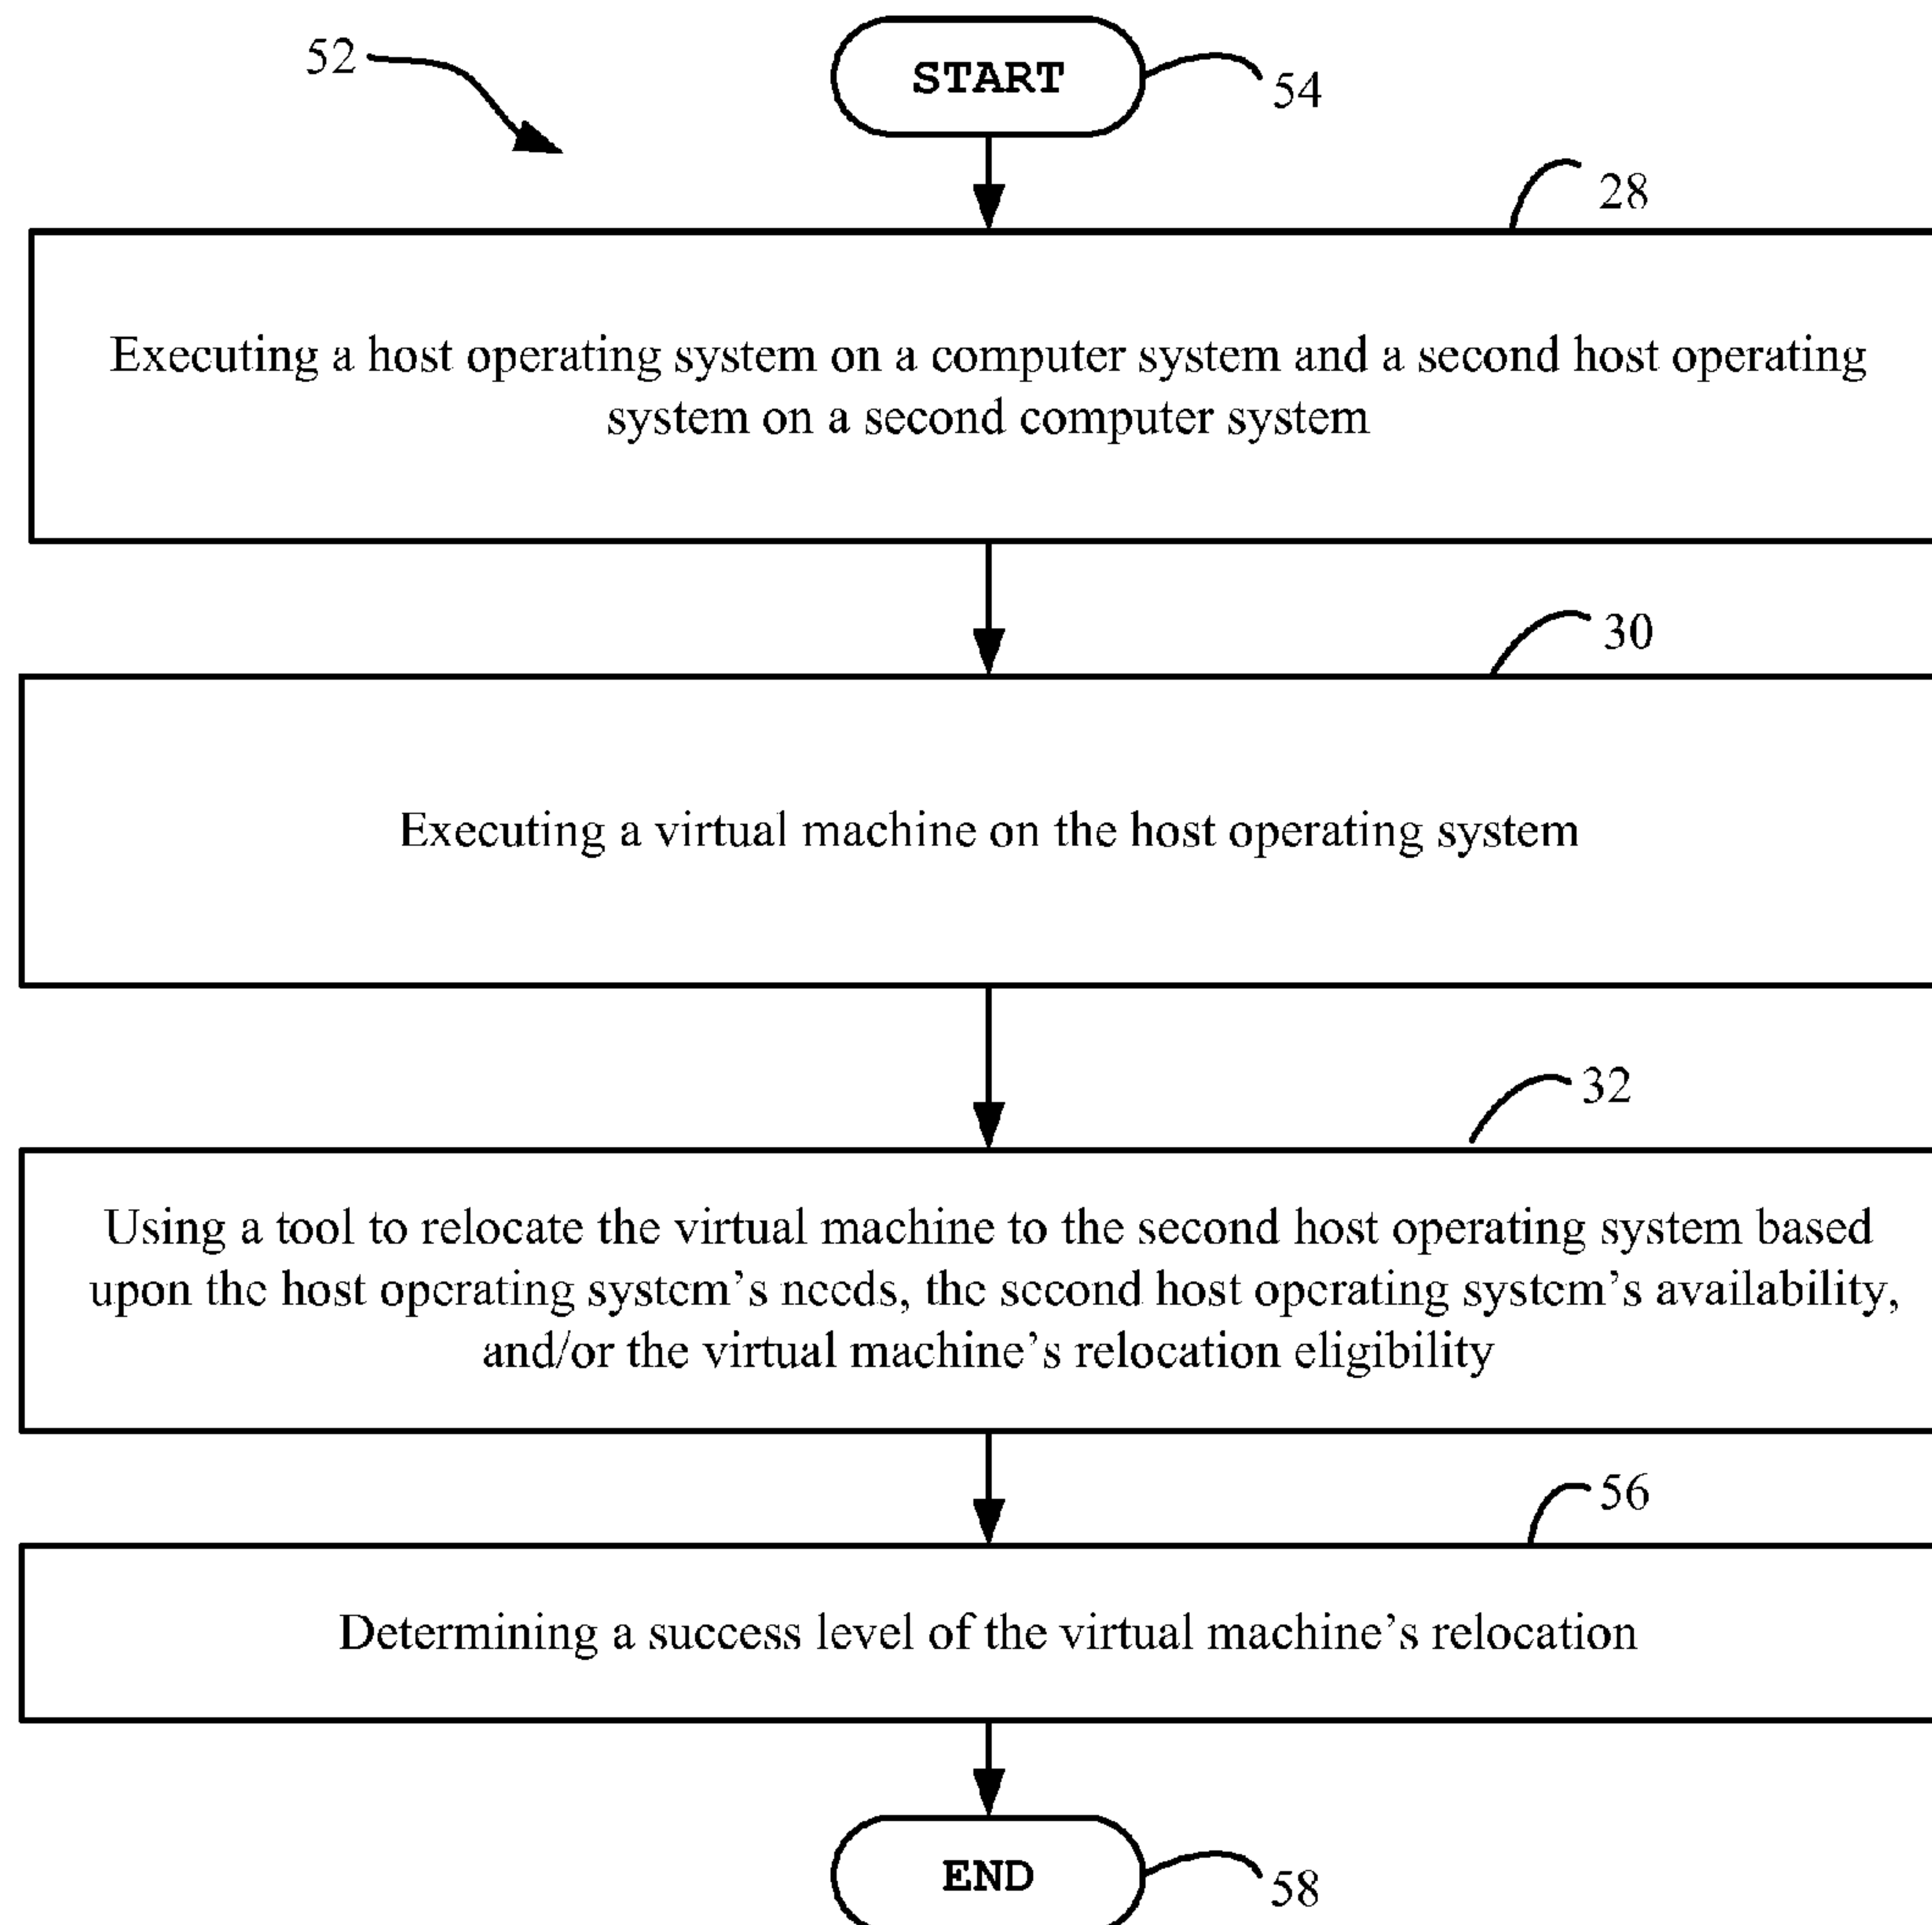 52
START
54
28
Executing a host operating system on a computer system and a second host operating
system on a second computer system
30
Executing a virtual machine on the host operating system
32
Using a tool to relocate the virtual machine to the second host operating system based
upon the host operating system’s needs, the second host operating system’s availability,
and/or the virtual machine’s relocation eligibility
56
Determining a success level of the virtual machine’s relocation
END
58